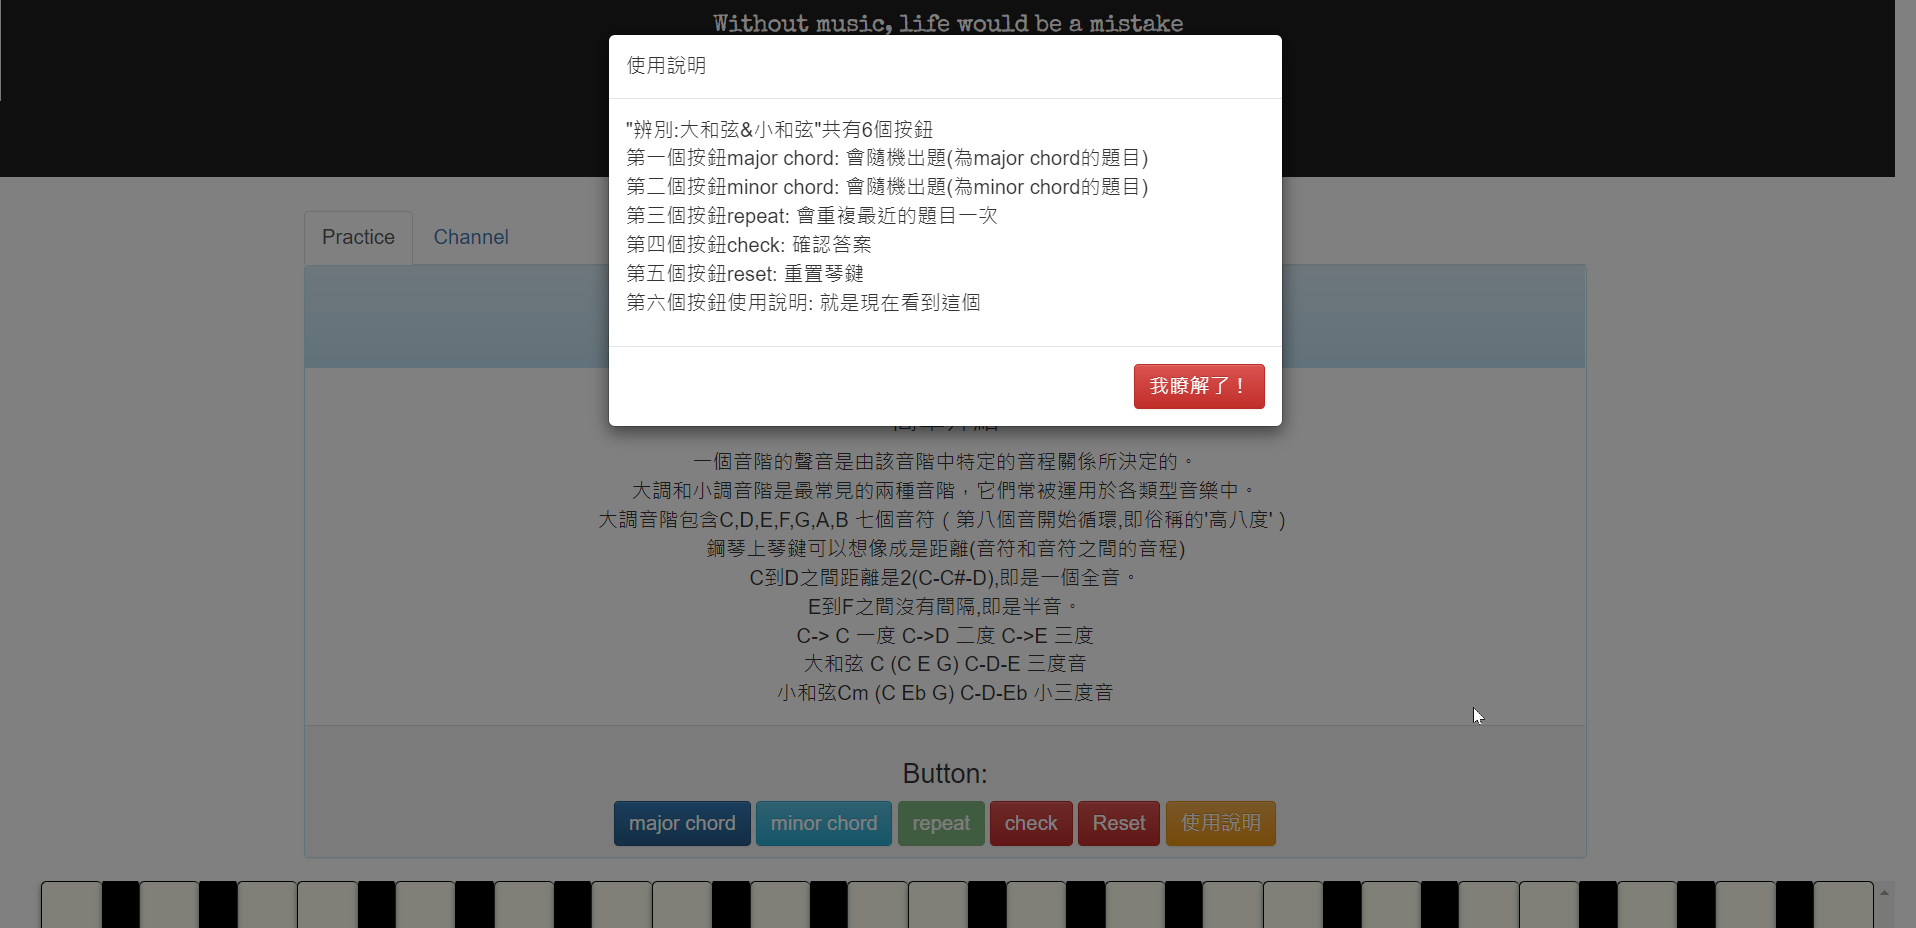 Without music, life would be a mistake
使用說明
"辨別:大和弦&小和弦"共有6個按鈕
第一個按鈕major chord: 會隨機出題(為major chord的題目)
第二個按鈕minor chord: 會隨機出題(為minor chord的題目)
第三個按鈕repeat: 會重複最近的題目一次
第四個按鈕check: 確認答案
第五個按鈕reset: 重置琴鍵
第六個按鈕使用說明: 就是現在看到這個
我瞭解了！
Practice
Channel
一個音階的聲音是由該音階中特定的音程關係所決定的。
大調和小調音階是最常見的兩種音階，它們常被運用於各類型音樂中。
大調音階包含C,D,E,F,G,A,B 七個音符 ( 第八個音開始循環,即俗稱的'高八度' )
鋼琴上琴鍵可以想像成是距離(音符和音符之間的音程)
C到D之間距離是2(C-C#-D),即是一個全音。
E到F之間沒有間隔,即是半音。
C-> C 一度 C->D 二度 C->E 三度
大和弦 C (C E G) C-D-E 三度音
小和弦Cm (C Eb G) C-D-Eb 小三度音
Button:
major chord
minor chord
repeat
check
Reset
使用說明